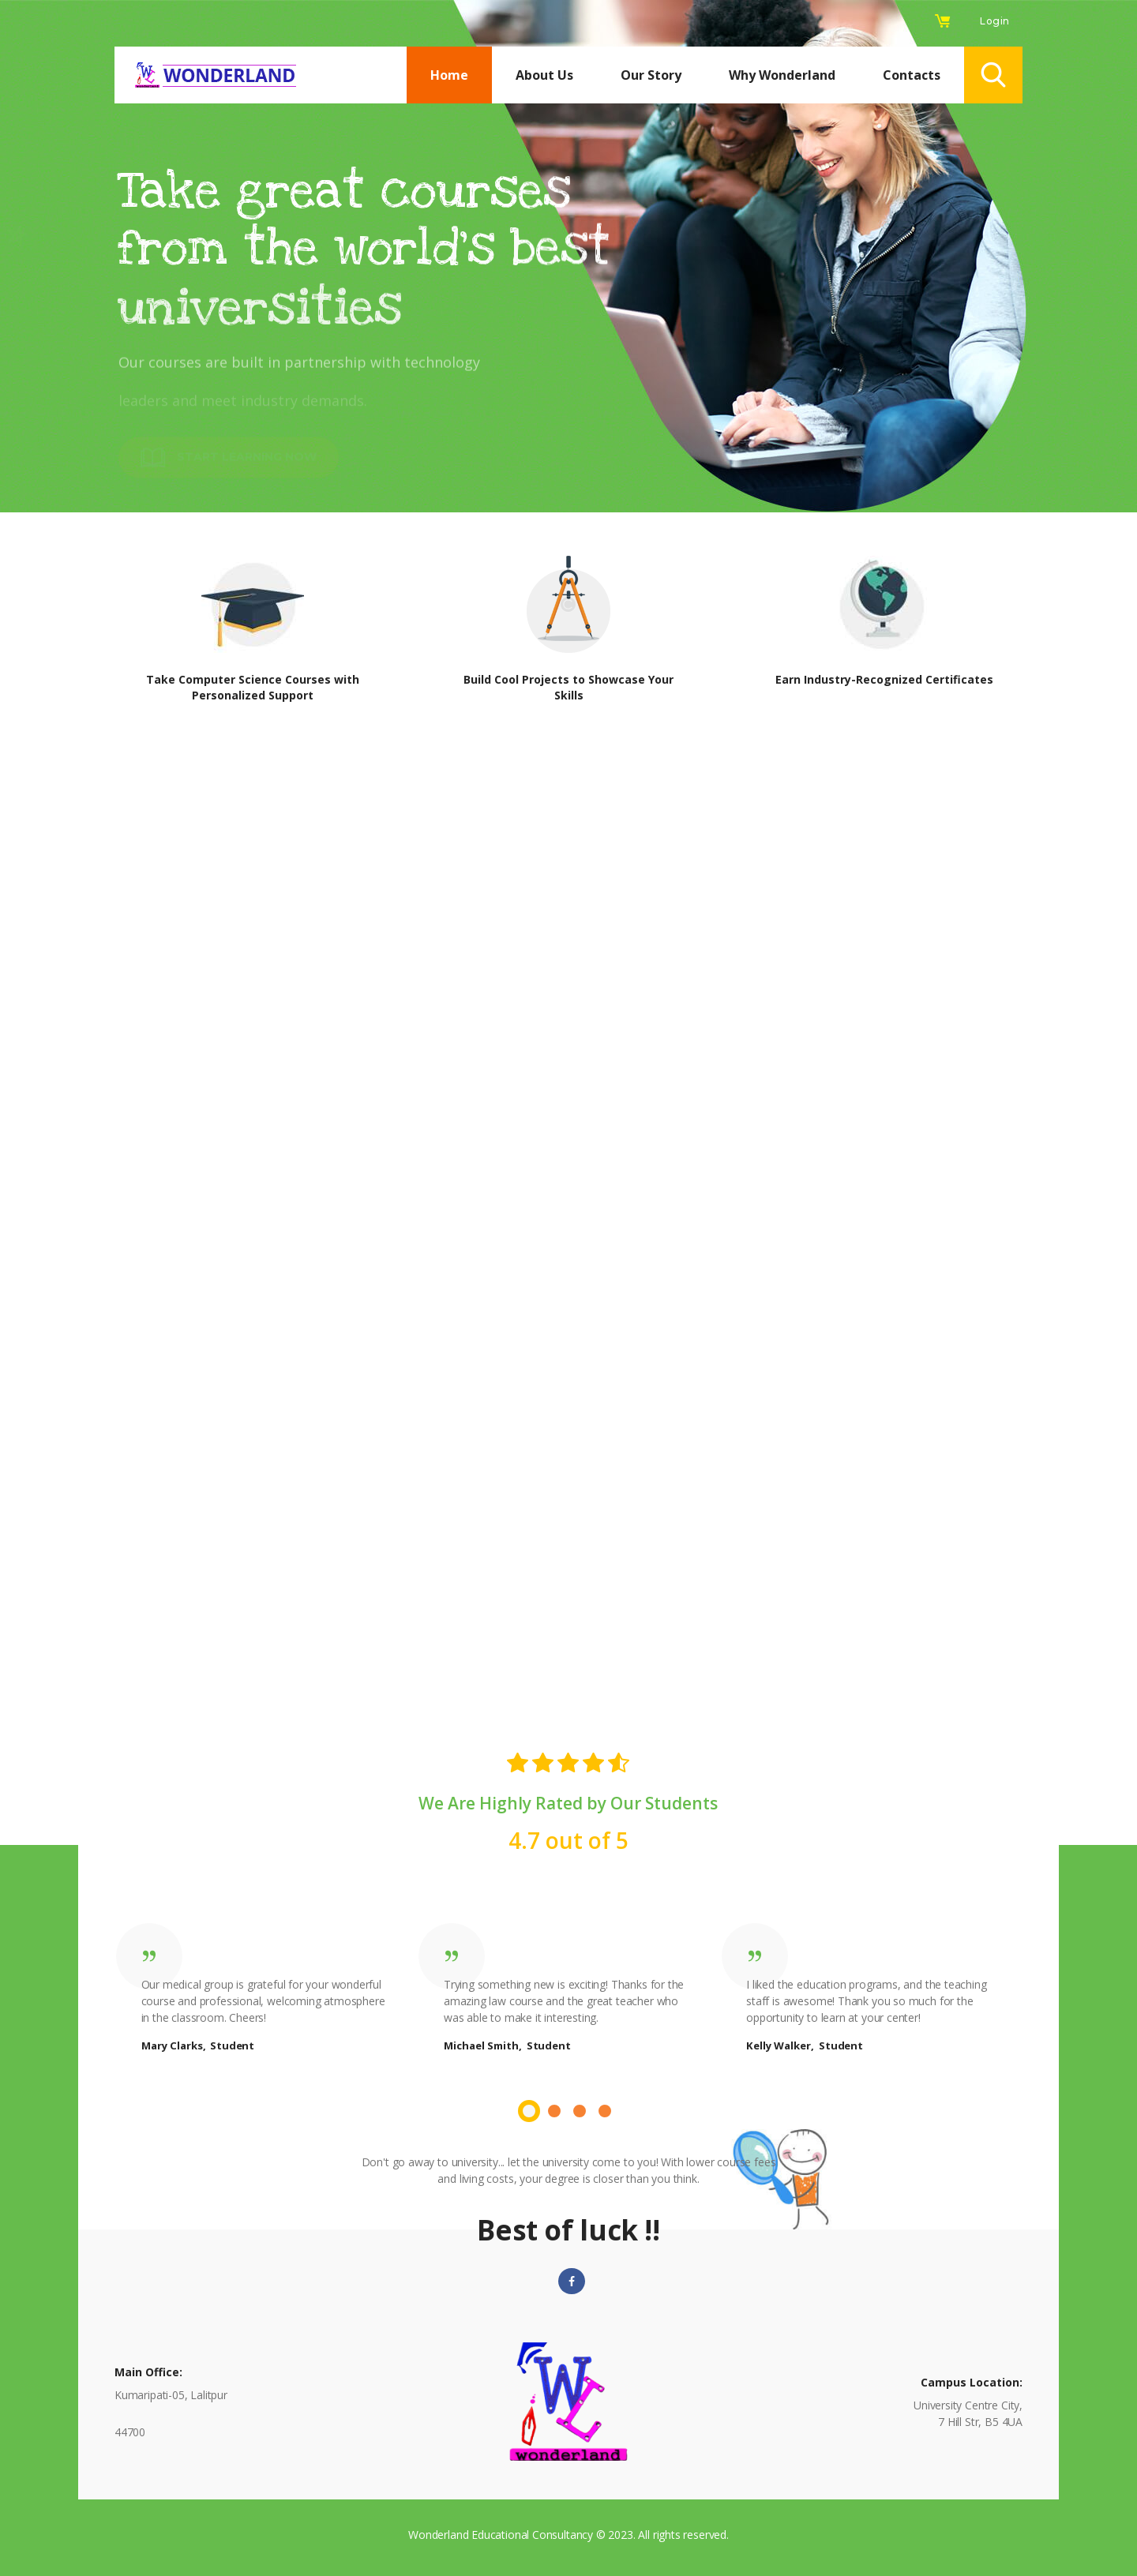 Login
WONDERLAND
Home
About Us
Our Story
Why Wonderland
Contacts
Take great courses
from the world's best
universities
Our courses are built in partnership with technology
leaders and meet industry demands.
Take Computer Science Courses with
Personalized Support
Build Cool Projects to Showcase Your
Skills
Earn Industry-Recognized Certificates
We Are Highly Rated by Our Students
4.7 out of 5
”
Our medical group is grateful for your wonderful
course and professional, welcoming atmosphere
in the classroom. Cheers!
Mary Clarks, Student
”
Trying something new is exciting! Thanks for the
amazing law course and the great teacher who
was able to make it interesting.
Michael Smith, Student
”
I liked the education programs, and the teaching
staff is awesome! Thank you so much for the
opportunity to learn at your center!
Kelly Walker, Student
Don't go away to university... let the university come to you! With lower course fees
and living costs, your degree is closer than you think.
Best of luck !!
Main Office:
Kumaripati-05, Lalitpur
44700
WL
wonderland
Campus Location:
University Centre City,
7 Hill Str, B5 4UA
Wonderland Educational Consultancy © 2023. All rights reserved.